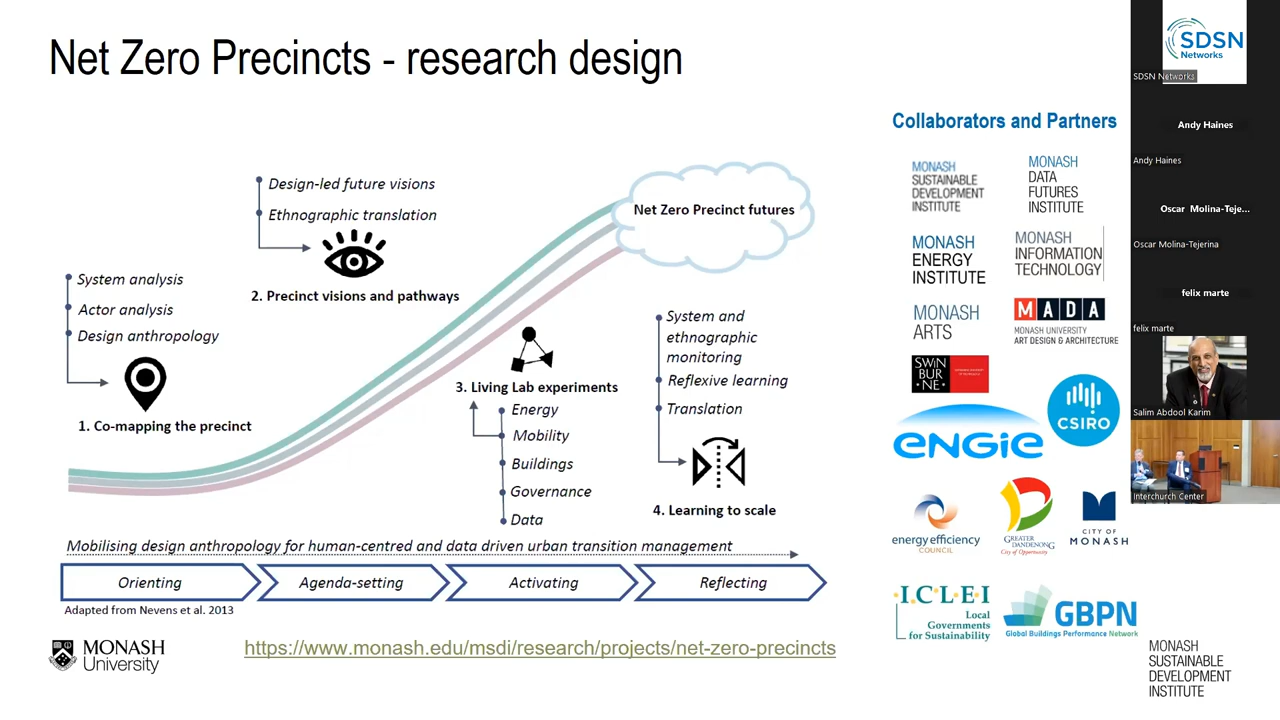 Net Zero Precincts - research design
Design-led future visions
Ethnographic translation
2. Precinct visions and pathways
System analysis
Actor analysis
Design anthropology
1. Co-mapping the precinct
Net Zero Precinct futures
3. Living Lab experiments
Energy
Mobility
Buildings
Governance
Data
System and
ethnographic
monitoring
Reflexive learning
Translation
4. Learning to scale
Mobilising design anthropology for human-centred and data driven urban transition management
Orienting
Agenda-setting
Activating
Reflecting
Adapted from Nevens et al. 2013
MONASH
University
https://www.monash.edu/msdi/research/projects/net-zero-precincts
Collaborators and Partners
MONASH
SUSTAINABLE
DEVELOPMENT
INSTITUTE
MONASH
DATA
FUTURES
INSTITUTE
MONASH
ENERGY
INSTITUTE
MONASH
INFORMATION
TECHNOLOGY
MONASH
ARTS
MADA
MONASH UNIVERSITY
ART DESIGN & ARCHITECTURE
SWIN
BUR
NE
CSIRO
ENGIE
energy efficiency
COUNCIL
GREATER
DANDENONG
City of Opportunity
CITY OF
MONASH
I.C.L.E.I
Local
Governments
for Sustainability
GBPN
Global Buildings Performance Network
MONASH
SUSTAINABLE
DEVELOPMENT
INSTITUTE
SDSN
Networks
SDSN Networks
Andy Haines
Andy Haines
Oscar Molina-Teje...
Oscar Molina-Tejerina
felix marte
felix marte
Salim Abdool Karim
Interchurch Center